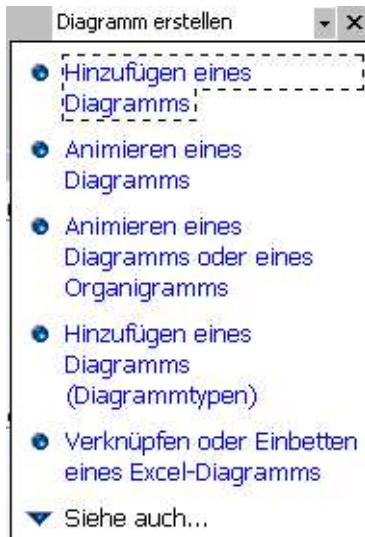 Diagramm erstellen
Hinzufügen eines
Diagramms
Animieren eines
Diagramms
Animieren eines
Diagramms oder eines
Organigramms
Hinzufügen eines
Diagramms
(Diagrammtypen)
Verknüpfen oder Einbetten
eines Excel-Diagramms
Siehe auch...